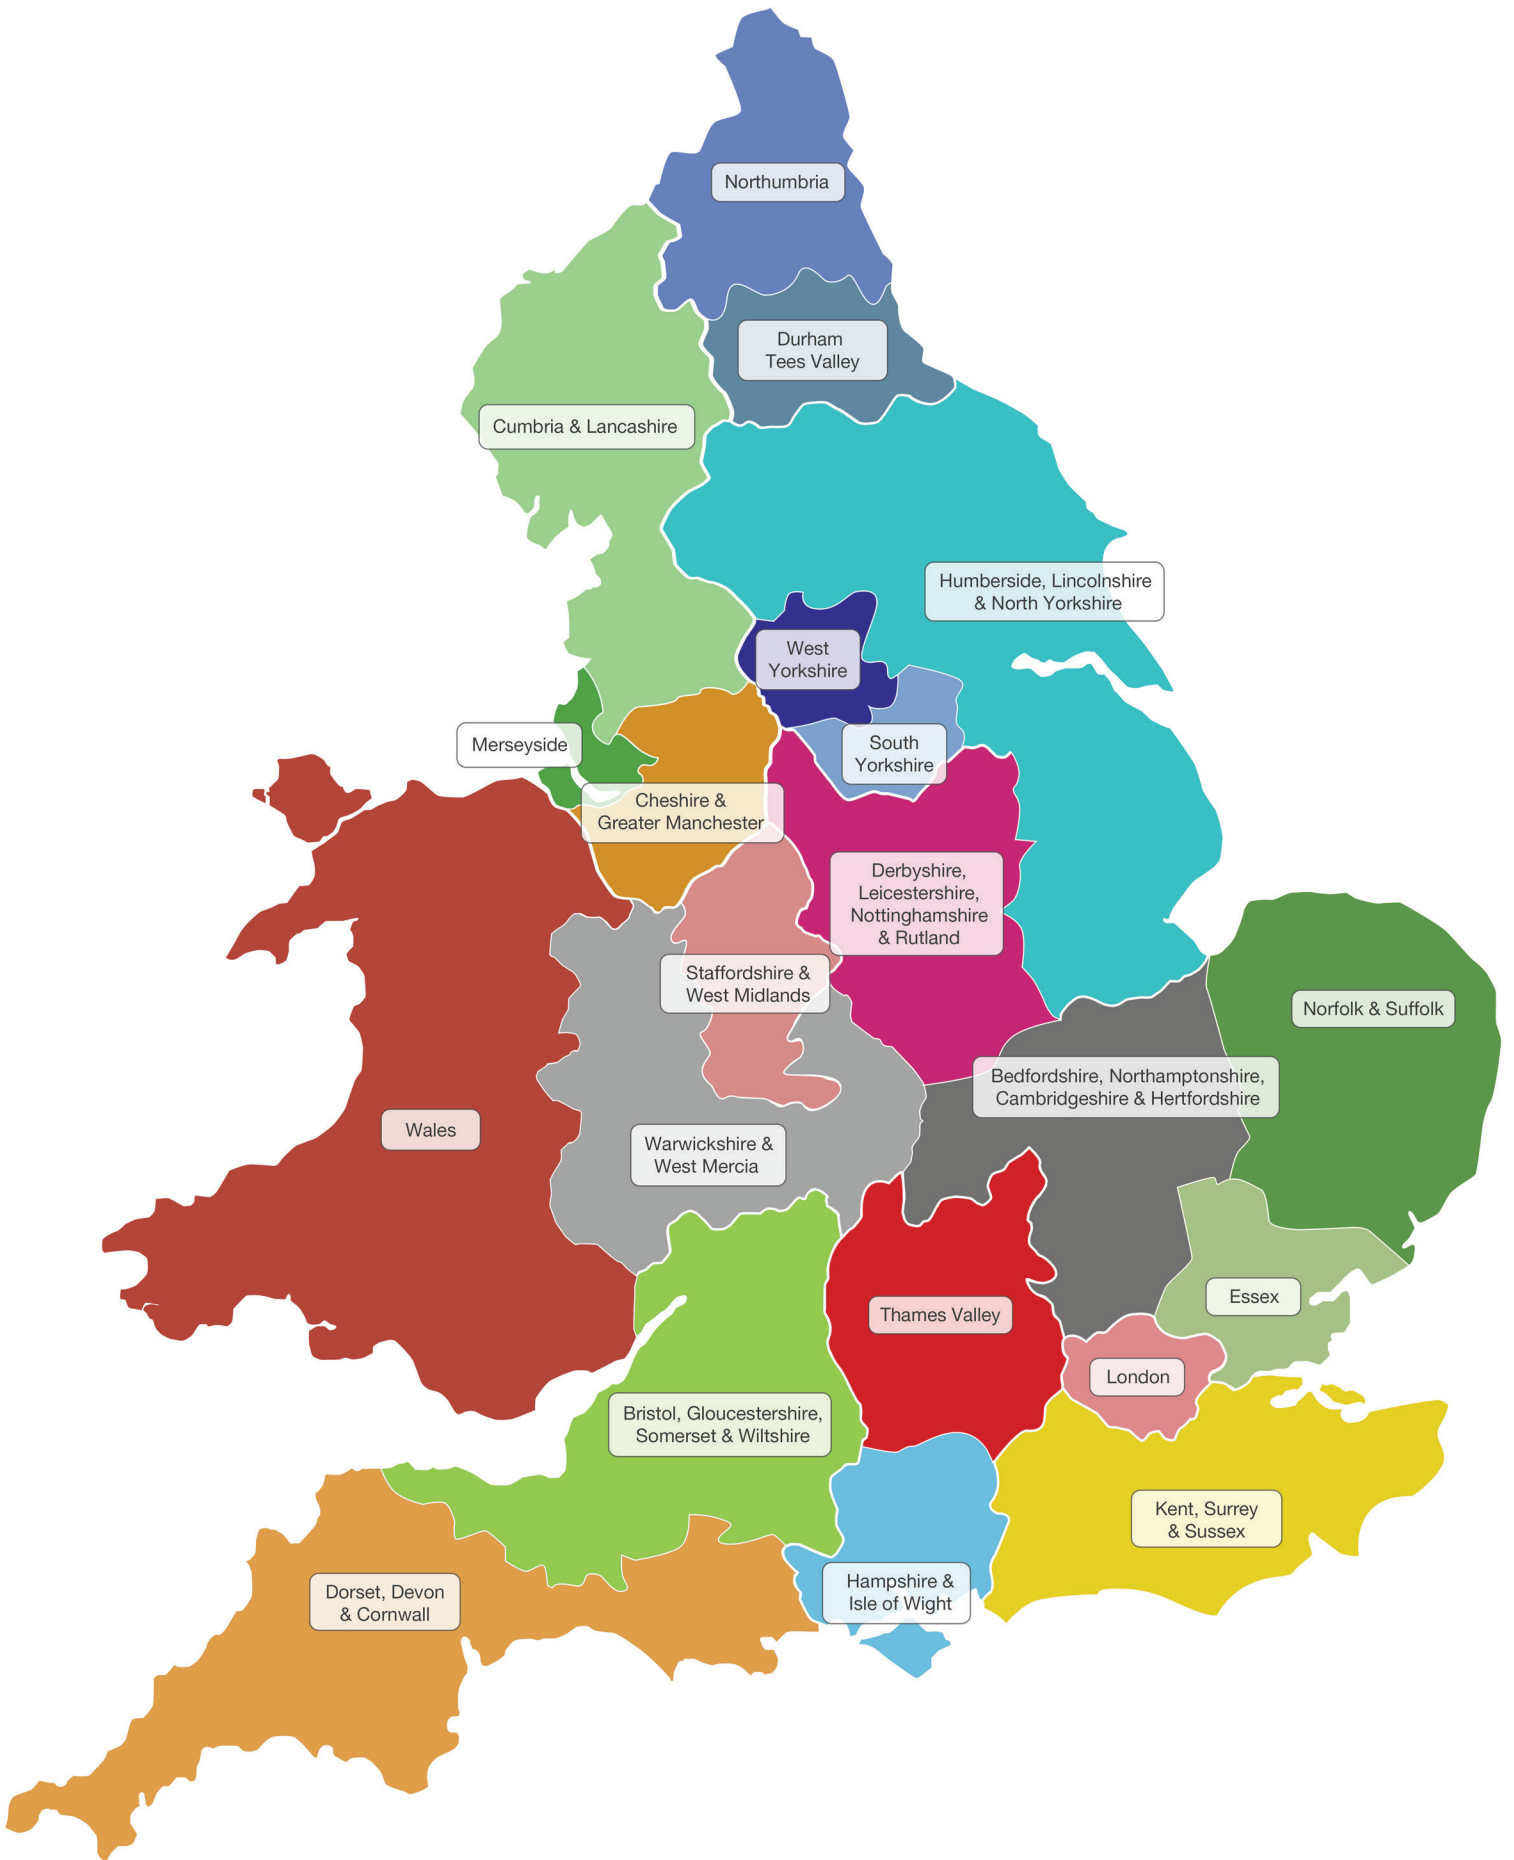 Northumbria
Durham
Tees Valley
Cumbria & Lancashire
Humberside, Lincolnshire
& North Yorkshire
West
Yorkshire
Merseyside
South
Yorkshire
Cheshire &
Greater Manchester
Derbyshire,
Leicestershire,
Nottinghamshire
& Rutland
Staffordshire &
West Midlands
Norfolk & Suffolk
Bedfordshire, Northamptonshire,
Cambridgeshire & Hertfordshire
Wales
Warwickshire &
West Mercia
Essex
Thames Valley
London
Bristol, Gloucestershire,
Somerset & Wiltshire
Kent, Surrey
& Sussex
Dorset, Devon
& Cornwall
Hampshire &
Isle of Wight